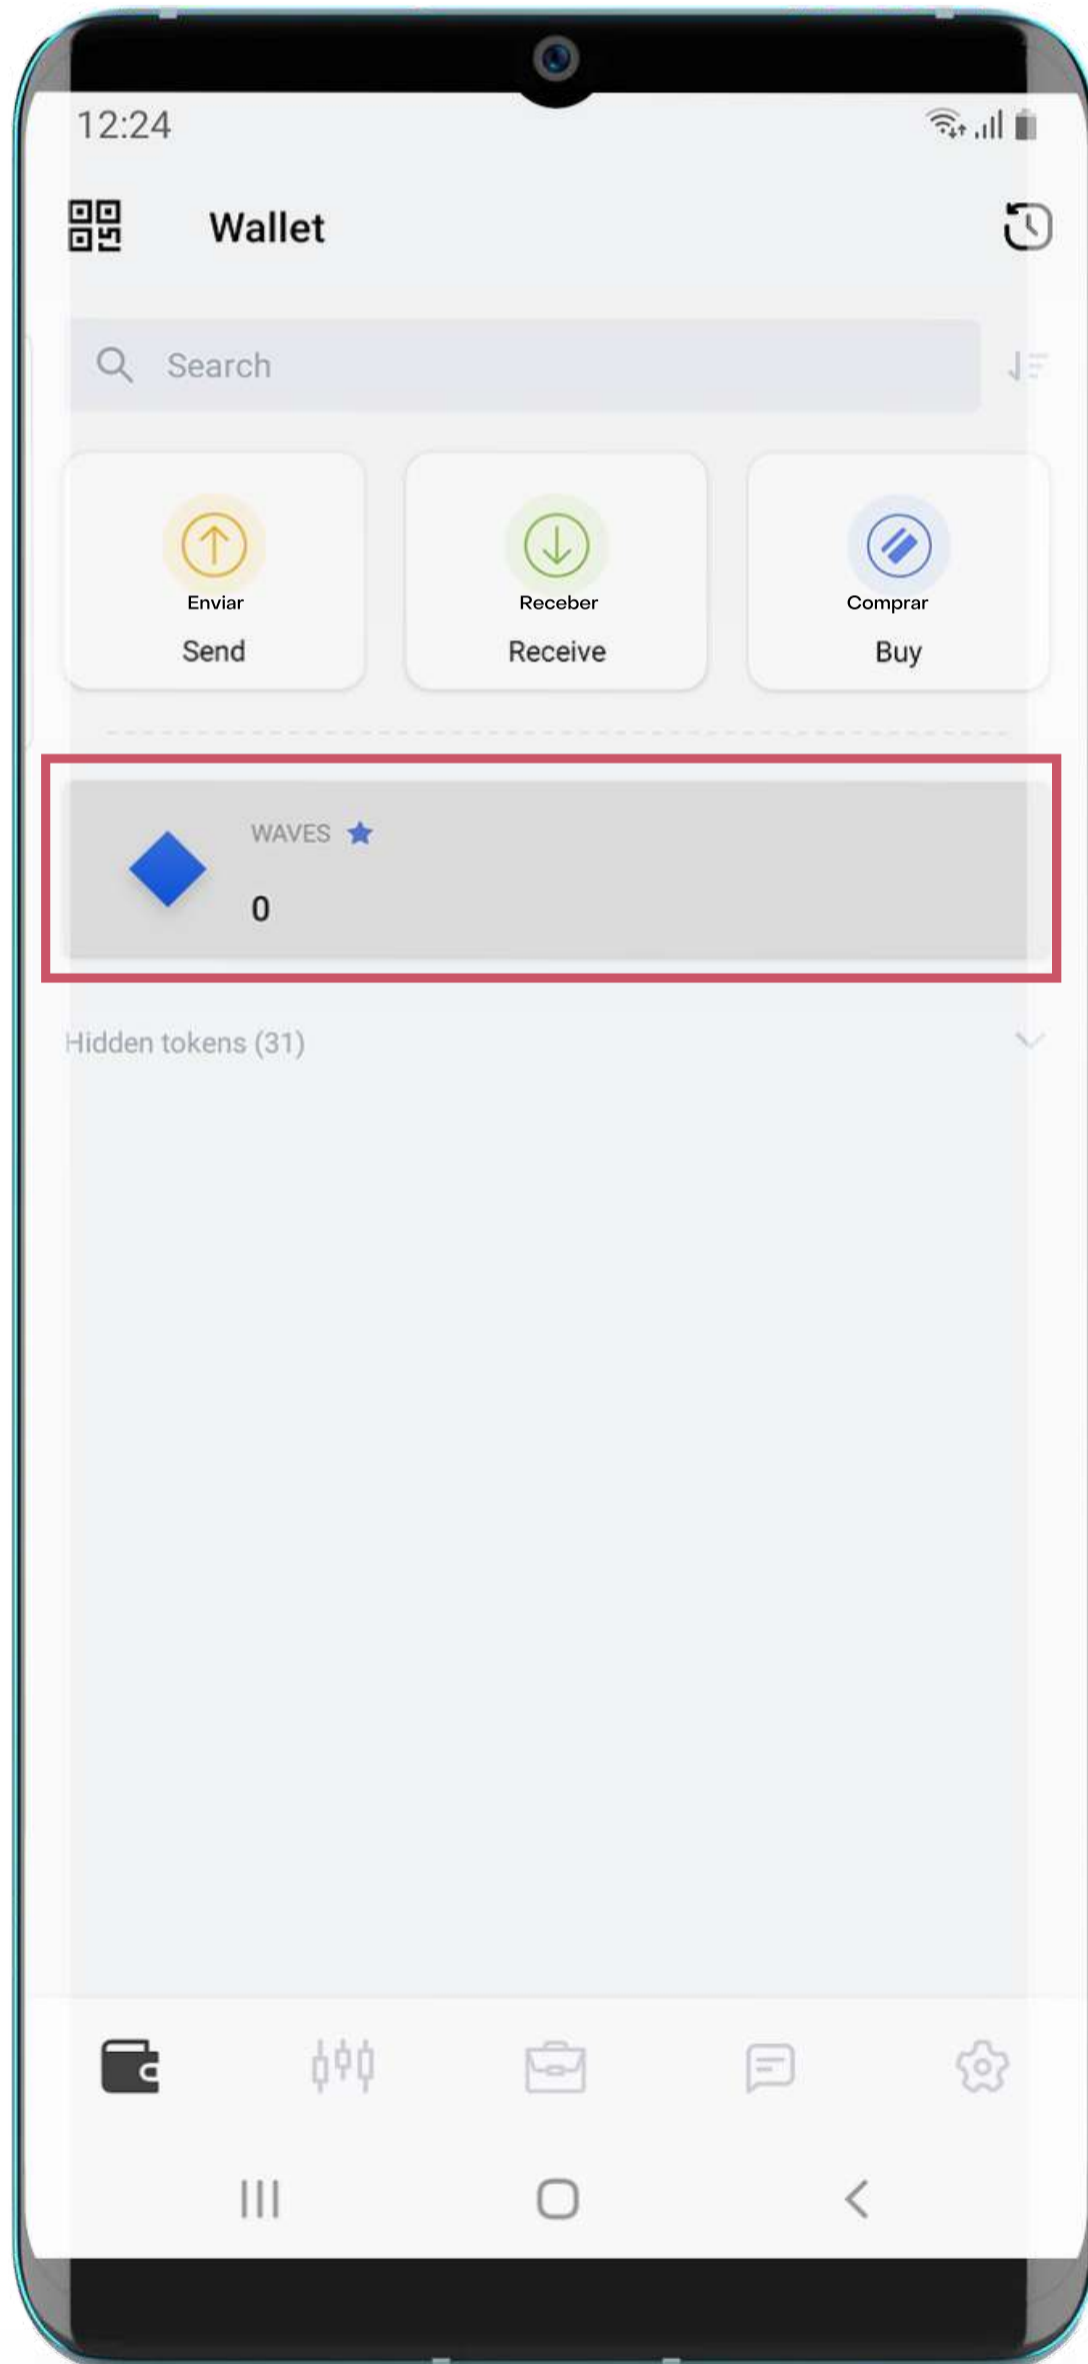 12:24
Wallet
Search
Enviar
Send
Receber
Receive
Comprar
Buy
WAVES
0
Hidden tokens (31)